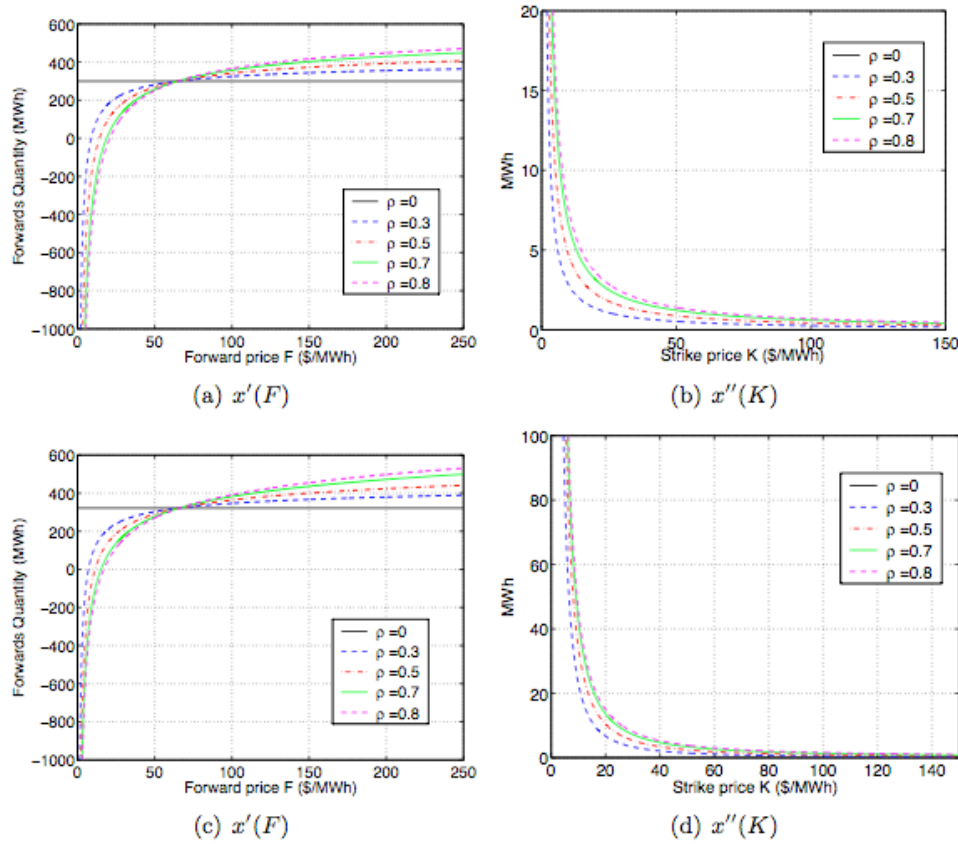 600
400
200
0
−200
−400
−600
−800
−1000
Forwards Quantity (MWh)
ρ =0
ρ =0.3
ρ =0.5
ρ =0.7
ρ =0.8
0 50 100 150 200 250
Forward price F ($/MWh)
(a) x′(F)
20
15
10
5
0
MWh
ρ =0
ρ =0.3
ρ =0.5
ρ =0.7
ρ =0.8
0 50 100 150
Strike price K ($/MWh)
(b) x′′(K)
600
400
200
0
−200
−400
−600
−800
−1000
Forwards Quantity (MWh)
ρ =0
ρ =0.3
ρ =0.5
ρ =0.7
ρ =0.8
0 50 100 150 200 250
Forward price F ($/MWh)
(c) x′(F)
100
80
60
40
20
0
MWh
ρ =0
ρ =0.3
ρ =0.5
ρ =0.7
ρ =0.8
0 20 40 60 80 100 120 140
Strike price K ($/MWh)
(d) x′′(K)